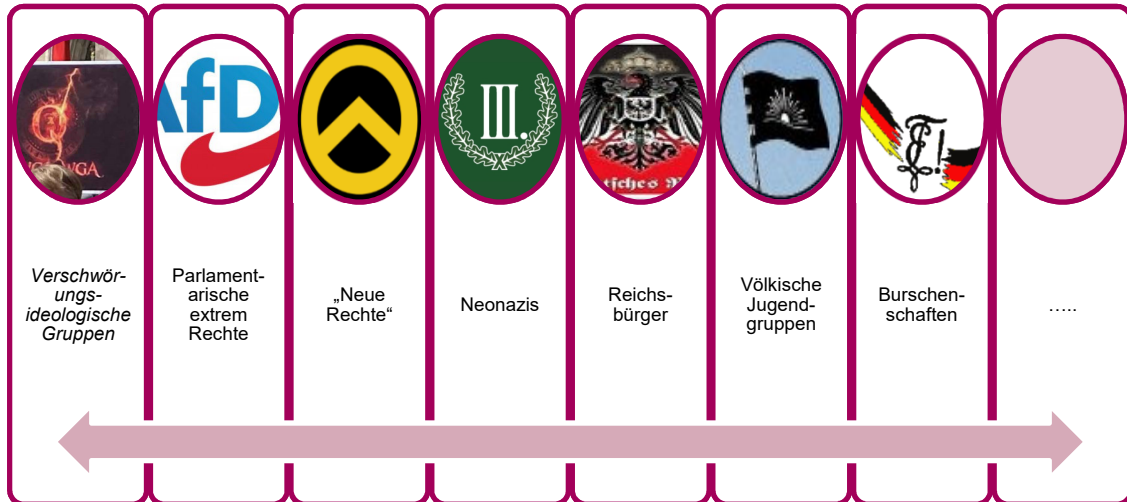 Q
WGA
AfD
III.
tsches
!
Verschwör-
ungs-
ideologische
Gruppen
Parlament-
arische
extrem
Rechte
„Neue
Rechte“
Neonazis
Reichs-
bürger
Völkische
Jugend-
gruppen
Burschen-
schaften
…..